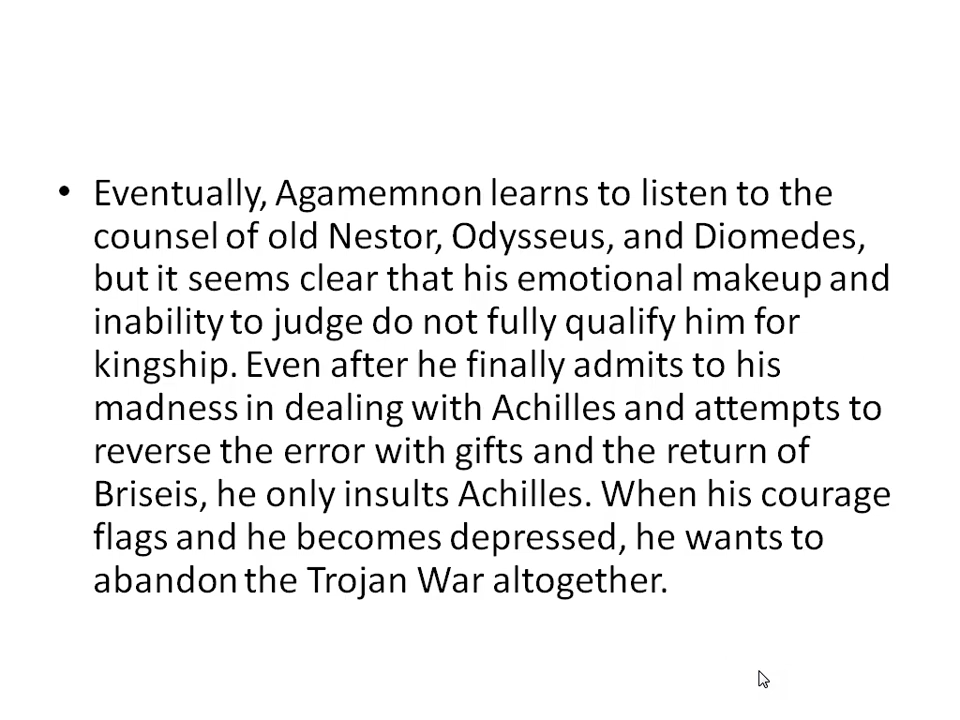 • Eventually, Agamemnon learns to listen to the
counsel of old Nestor, Odysseus, and Diomedes,
but it seems clear that his emotional makeup and
inability to judge do not fully qualify him for
kingship. Even after he finally admits to his
madness in dealing with Achilles and attempts to
reverse the error with gifts and the return of
Briseis, he only insults Achilles. When his courage
flags and he becomes depressed, he wants to
abandon the Trojan War altogether.